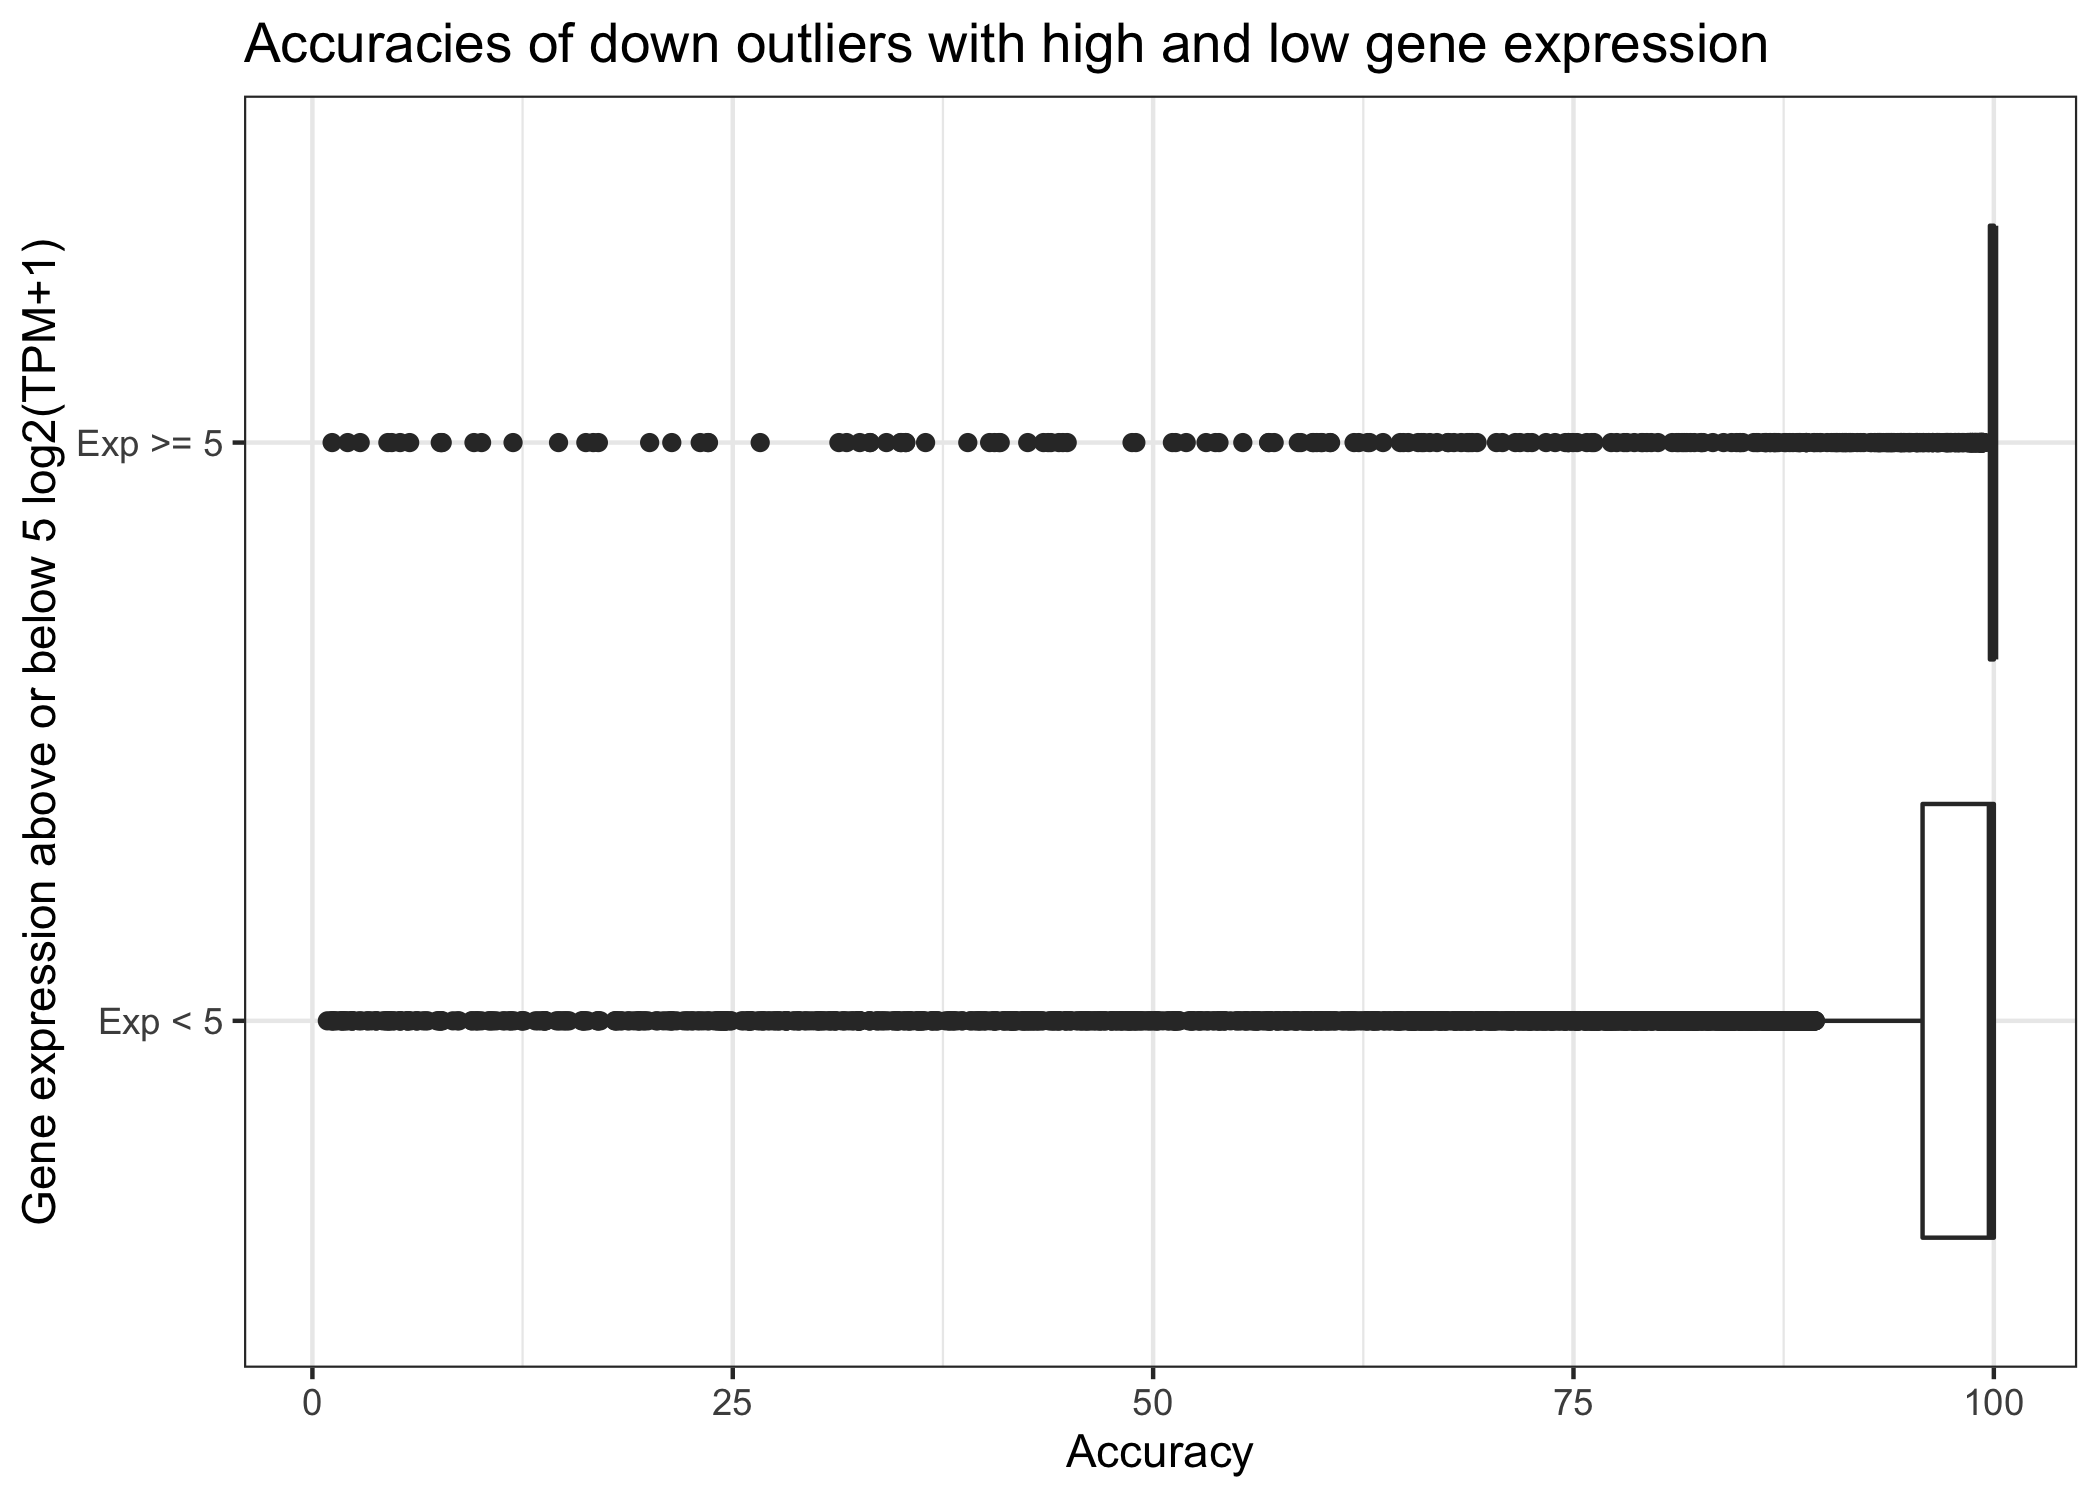 Accuracies of down outliers with high and low gene expression
Gene expression above or below 5 log2(TPM+1)
Exp >= 5
Exp < 5
0 25 50 75 100
Accuracy